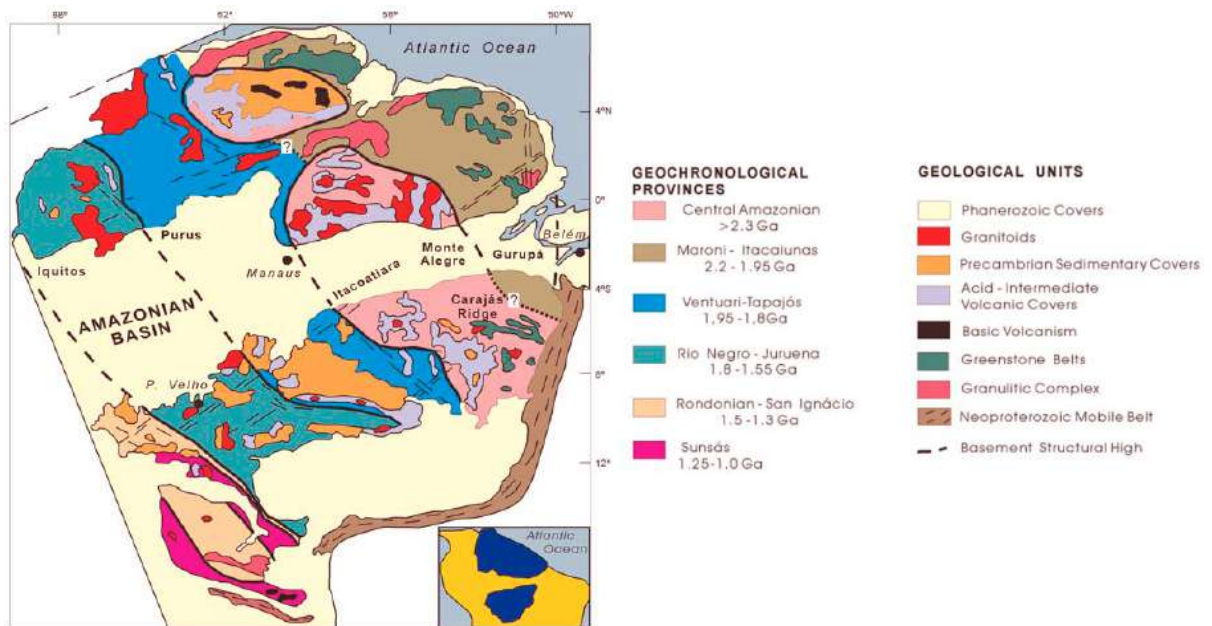 68°
62°
56°
50°W
Atlantic Ocean
4°N
?
0°
Purus
Monte
Alegre
Gurupá
Belém
Iquitos
Manaus
Itacoatiara
4°S
?
Carajás
Ridge
AMAZONIAN
BASIN
8°
P. Velho
12°
Atlantic
Ocean
GEOCHRONOLOGICAL
PROVINCES
Central Amazonian
>2.3 Ga
Maroni - Itacaiunas
2.2 - 1.95 Ga
Ventuari-Tapajós
1,95 -1,8Ga
Rio Negro - Juruena
1.8 - 1.55 Ga
Rondonian - San Ignácio
1.5 - 1.3 Ga
Sunsás
1.25-1.0 Ga
GEOLOGICAL UNITS
Phanerozoic Covers
Granitoids
Precambrian Sedimentary Covers
Acid - Intermediate
Volcanic Covers
Basic Volcanism
Greenstone Belts
Granulitic Complex
Neoproterozoic Mobile Belt
Basement Structural High